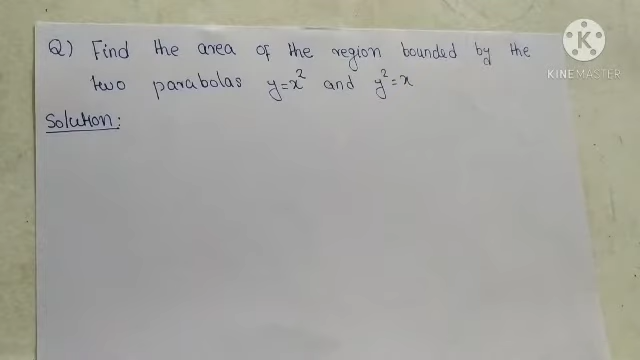 Q) Find the area of the region bounded by the
two parabolas y=x² and y²=x
Solution:
K
KINEMASTER